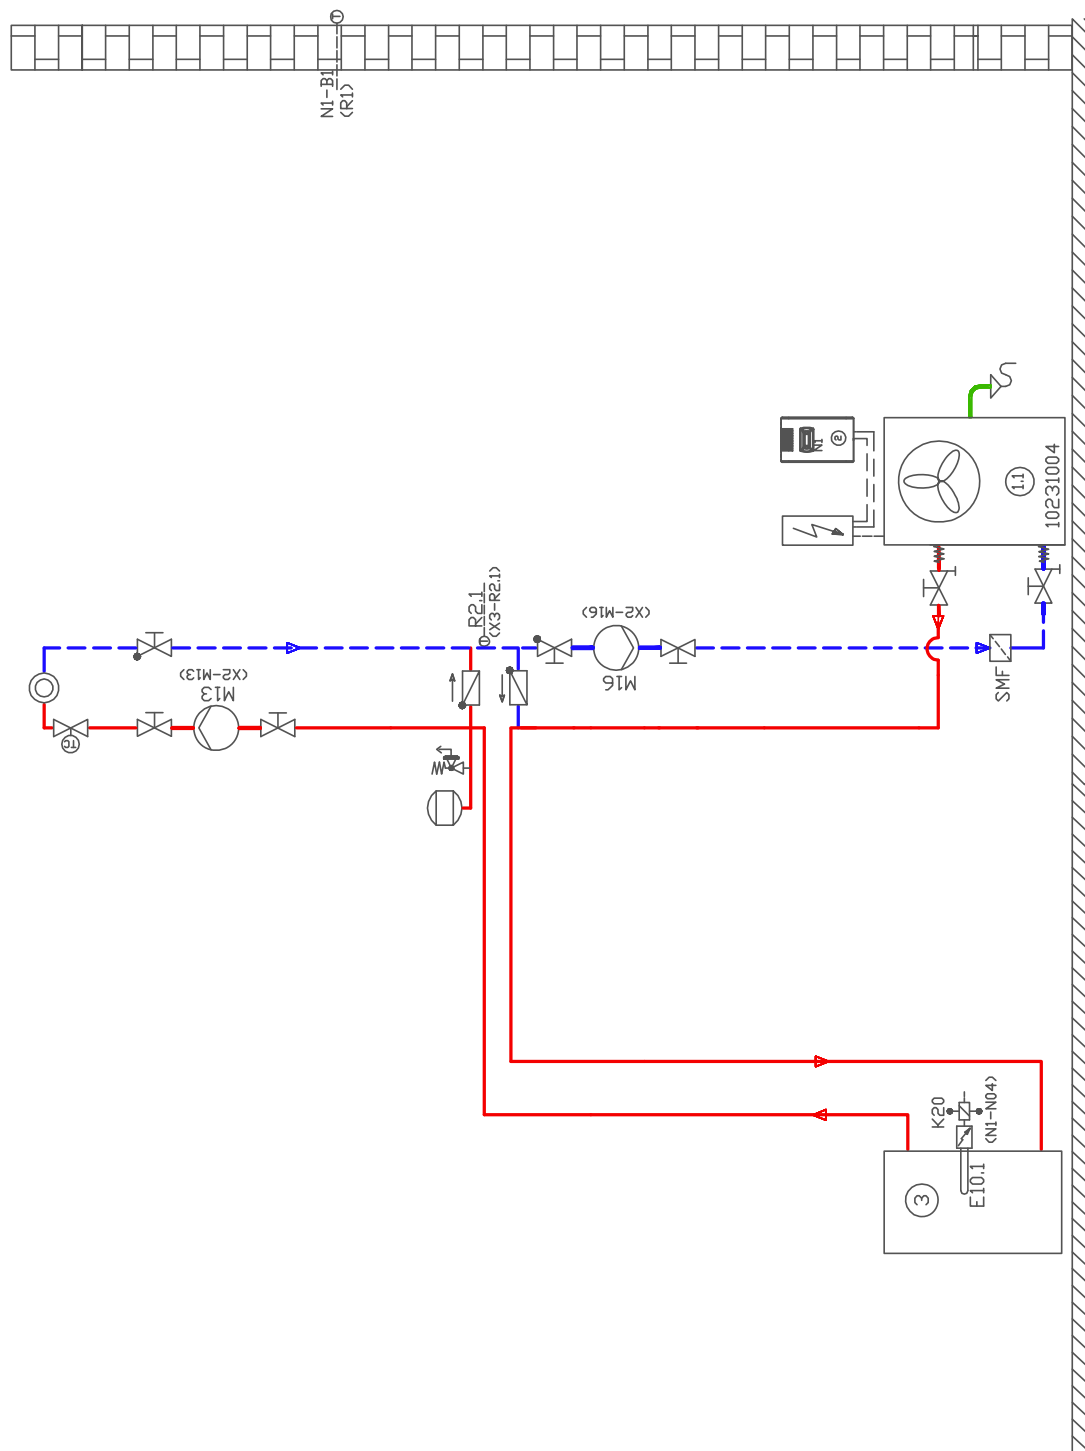 T
N1-B1
(R1)
N1
2
1.1
10231004
R2.1
(X3-R2.1)
T
(X2-M16)
M16
(X2-M13)
M13
TC
SMF
K20
(N1-N04)
E10.1
3